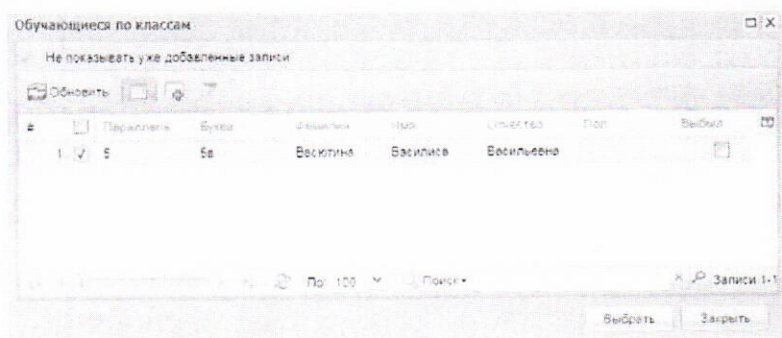 Обучающиеся по классам
Не показывать уже добавленные записи
Обновить
# Параллель Буква Фамилия Имя Отчество Пол Выбыл
1 5 5в Васютина Василиса Васильевна
По: 100 Поиск Записи 1-1
Выбрать Закрыть